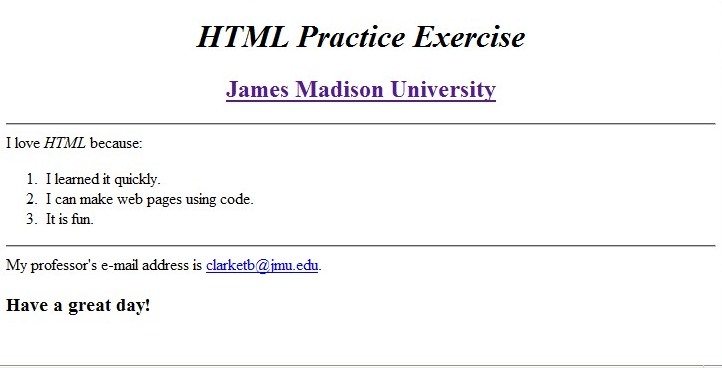 HTML Practice Exercise
James Madison University
I love HTML because:
1. I learned it quickly.
2. I can make web pages using code.
3. It is fun.
My professor's e-mail address is clarketb@jmu.edu.
Have a great day!